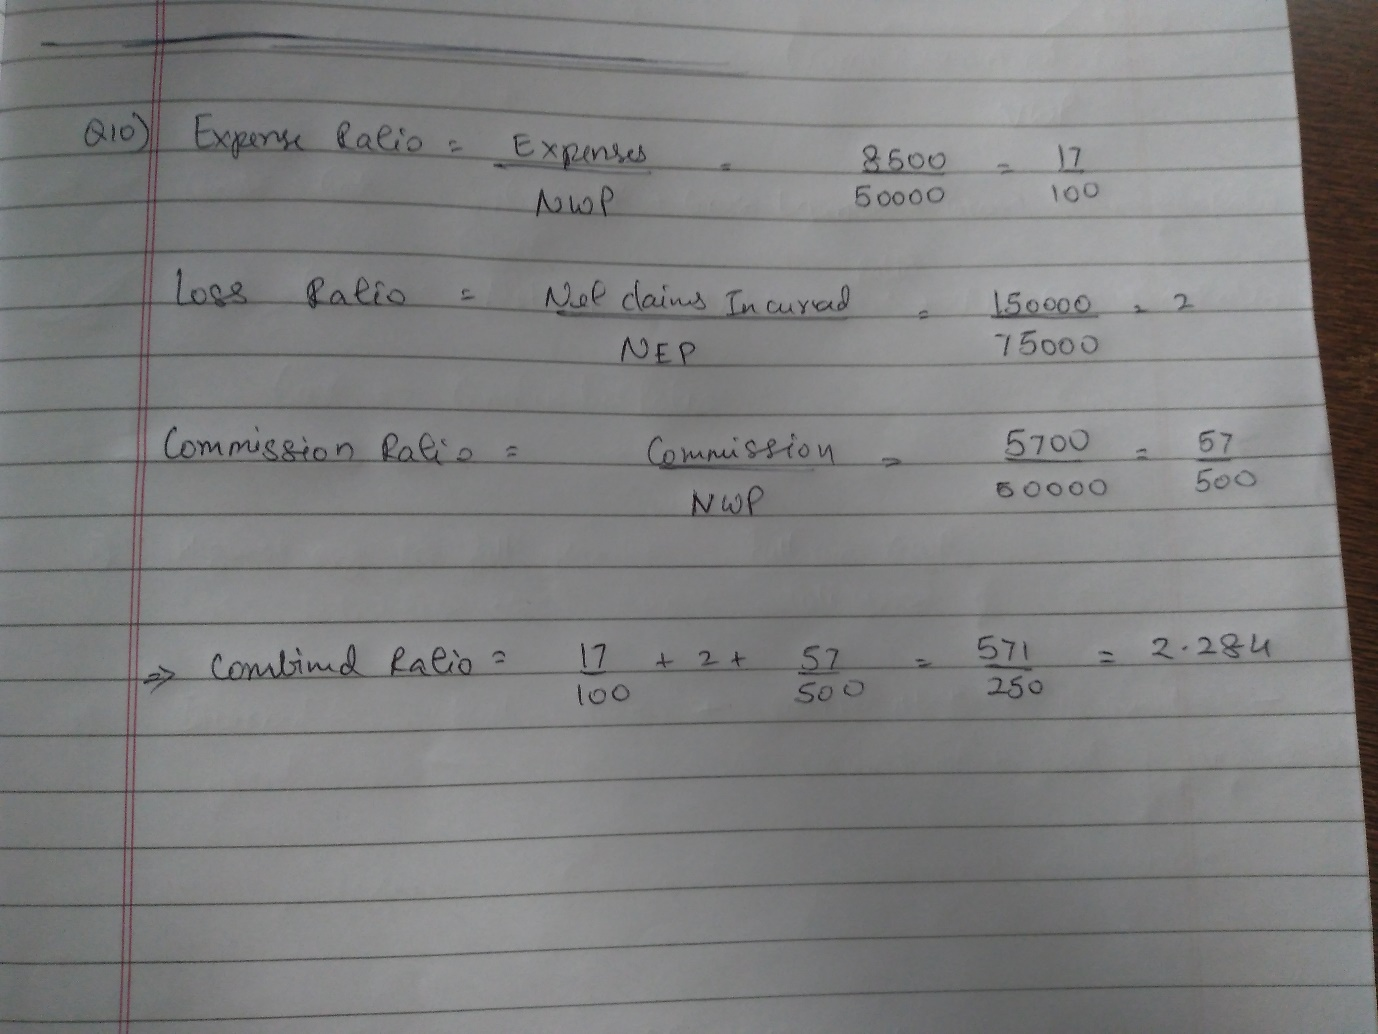 Q10) Expense Ratio = Expenses / NWP = 8500 / 50000 = 17 / 100
Loss Ratio = Net claims Incurred / NEP = 150000 / 75000 = 2
Commission Ratio = Commission / NWP = 5700 / 50000 = 57 / 500
⇒ Combined Ratio = 17 / 100 + 2 + 57 / 500 = 571 / 250 = 2.284